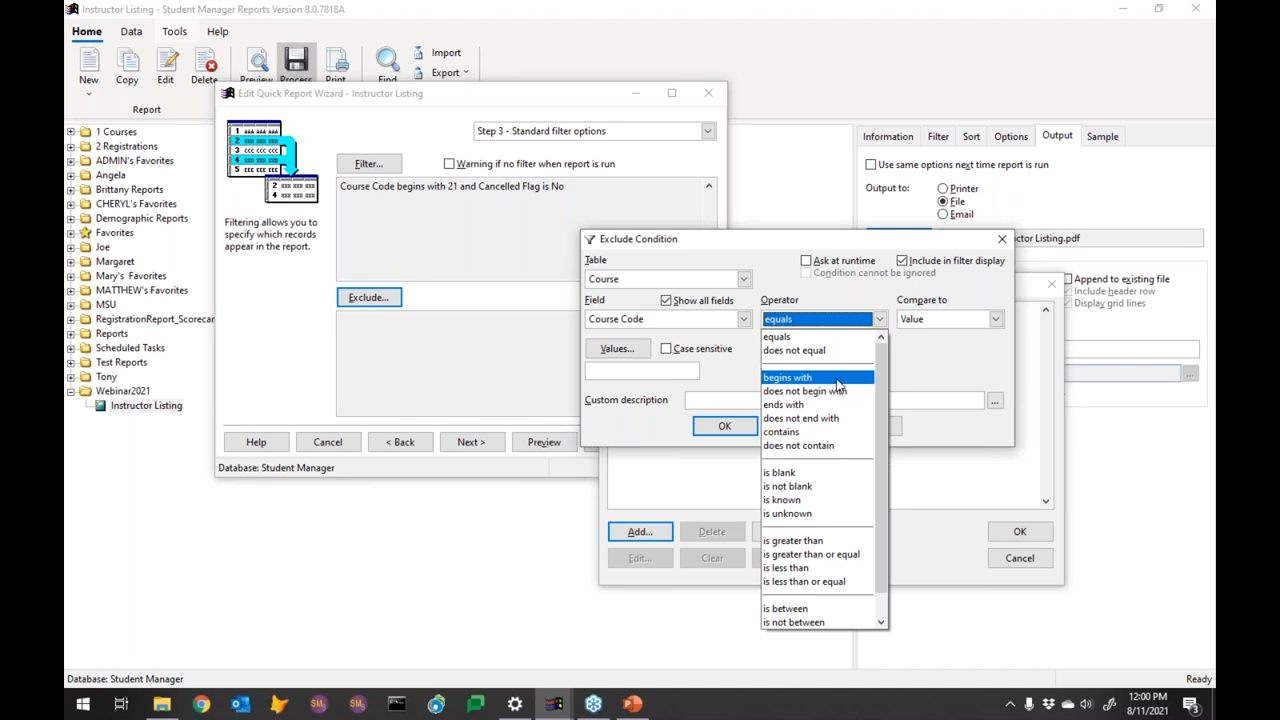 Instructor Listing - Student Manager Reports Version 8.0.7818A
Home Data Tools Help
New Copy Edit Delete Preview Process Print Find
Import
Export
Report
1 Courses
2 Registrations
ADMIN's Favorites
Angela
Brittany Reports
CHERYL's Favorites
Demographic Reports
Favorites
Joe
Margaret
Mary's Favorites
MATTHEW's Favorites
MSU
RegistrationReport_Scorecar
Reports
Scheduled Tasks
Test Reports
Tony
Webinar2021
Instructor Listing
Edit Quick Report Wizard - Instructor Listing
Step 3 - Standard filter options
Filter...
Warning if no filter when report is run
Course Code begins with 21 and Cancelled Flag is No
Filtering allows you to
specify which records
appear in the report.
Exclude...
Help Cancel < Back Next > Preview
Database: Student Manager
Exclude Condition
Table
Course
Ask at runtime
Include in filter display
Condition cannot be ignored
Field
Show all fields
Operator
Compare to
Course Code
equals
Value
Values...
Case sensitive
Custom description
...
OK
equals
does not equal
begins with
does not begin with
ends with
does not end with
contains
does not contain
is blank
is not blank
is known
is unknown
is greater than
is greater than or equal
is less than
is less than or equal
is between
is not between
Add... Delete
Edit... Clear
OK
Cancel
Information Filter Sort Options Output Sample
Use same options next time report is run
Output to:
Printer
File
Email
ctor Listing.pdf
Append to existing file
Include header row
Display grid lines
...
Database: Student Manager
Ready
12:00 PM
8/11/2021
3